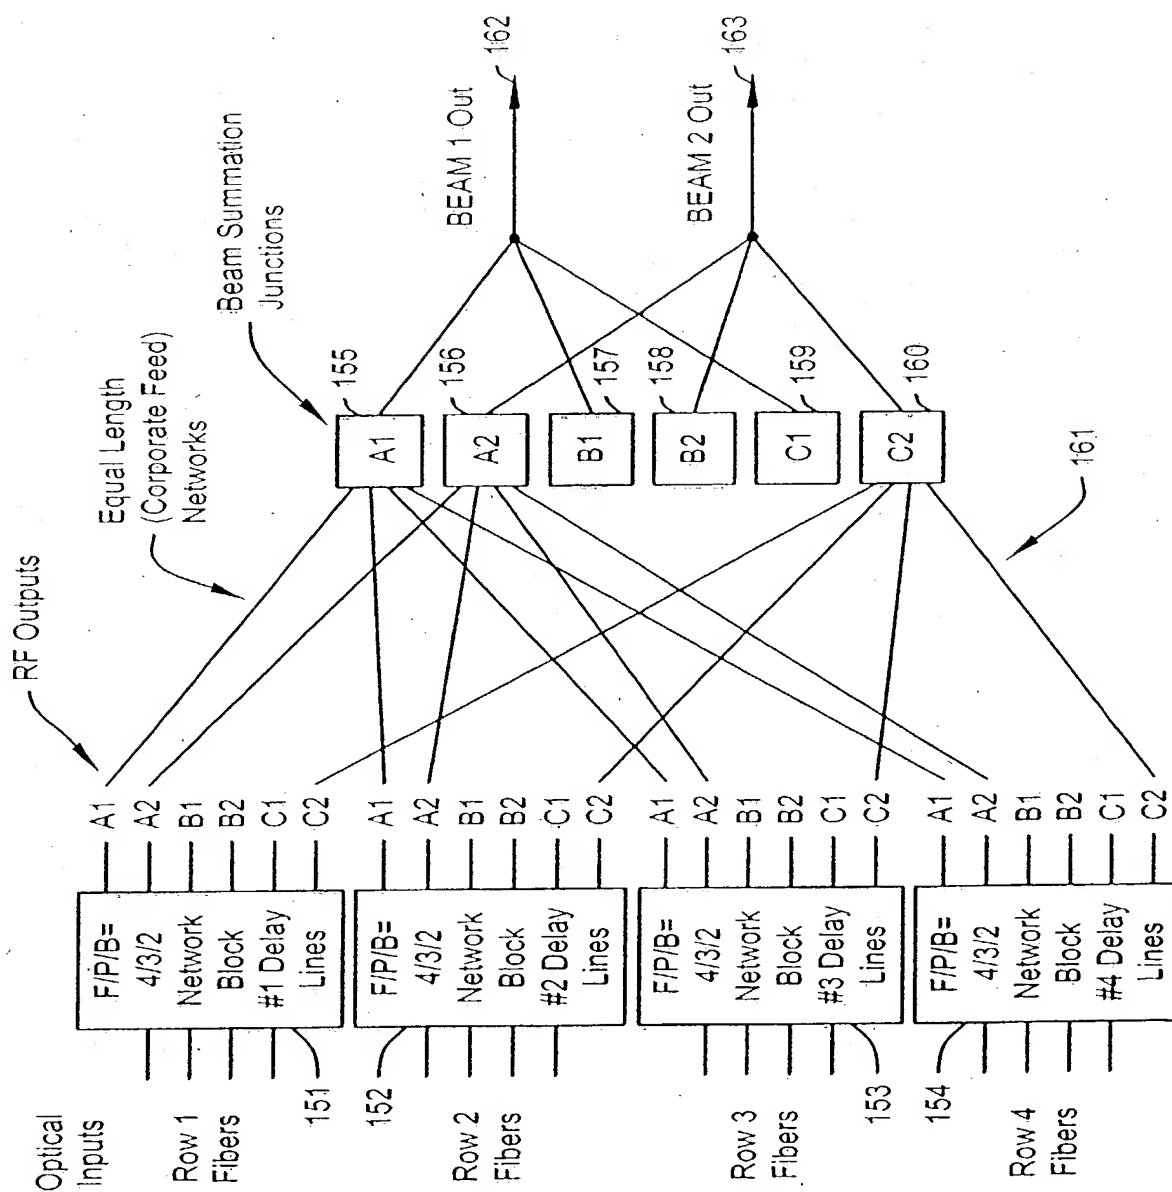 Optical
Inputs
RF Outputs
Equal Length
(Corporate Feed)
Networks
Beam Summation
Junctions
Row 1
Fibers
151
F/P/B=
4/3/2
Network
Block
#1 Delay
Lines
A1
A2
B1
B2
C1
C2
Row 2
Fibers
152
F/P/B=
4/3/2
Network
Block
#2 Delay
Lines
A1
A2
B1
B2
C1
C2
Row 3
Fibers
153
F/P/B=
4/3/2
Network
Block
#3 Delay
Lines
A1
A2
B1
B2
C1
C2
Row 4
Fibers
154
F/P/B=
4/3/2
Network
Block
#4 Delay
Lines
A1
A2
B1
B2
C1
C2
A1
155
A2
156
B1
157
B2
158
C1
159
C2
160
161
BEAM 1 Out
162
BEAM 2 Out
163